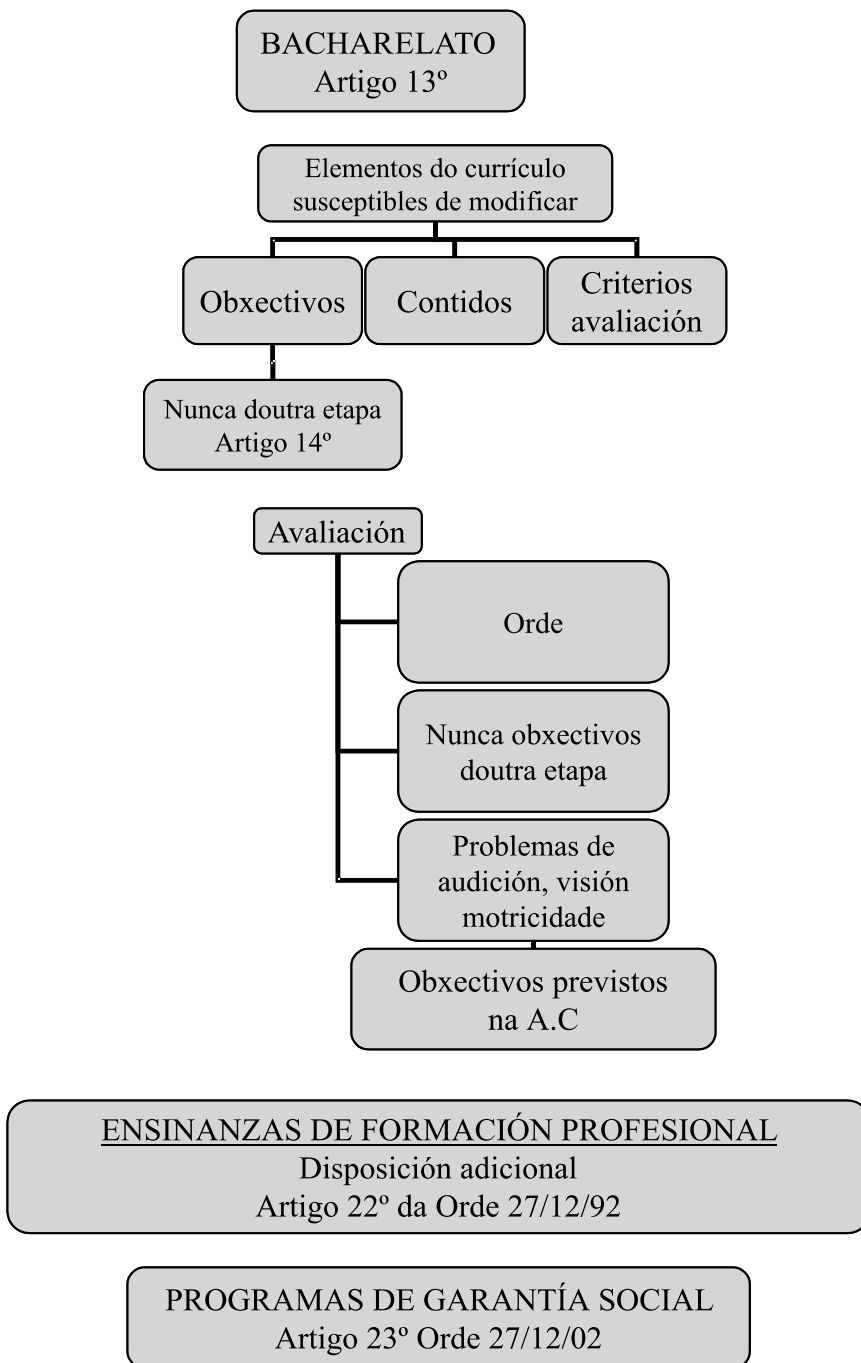 BACHARELATO
Artigo 13º
Elementos do currículo
susceptibles de modificar
Obxectivos
Contidos
Criterios
avaliación
Nunca doutra etapa
Artigo 14º
Avaliación
Orde
Nunca obxectivos
doutra etapa
Problemas de
audición, visión
motricidade
Obxectivos previstos
na A.C
ENSINANZAS DE FORMACIÓN PROFESIONAL
Disposición adicional
Artigo 22º da Orde 27/12/92
PROGRAMAS DE GARANTÍA SOCIAL
Artigo 23º Orde 27/12/02